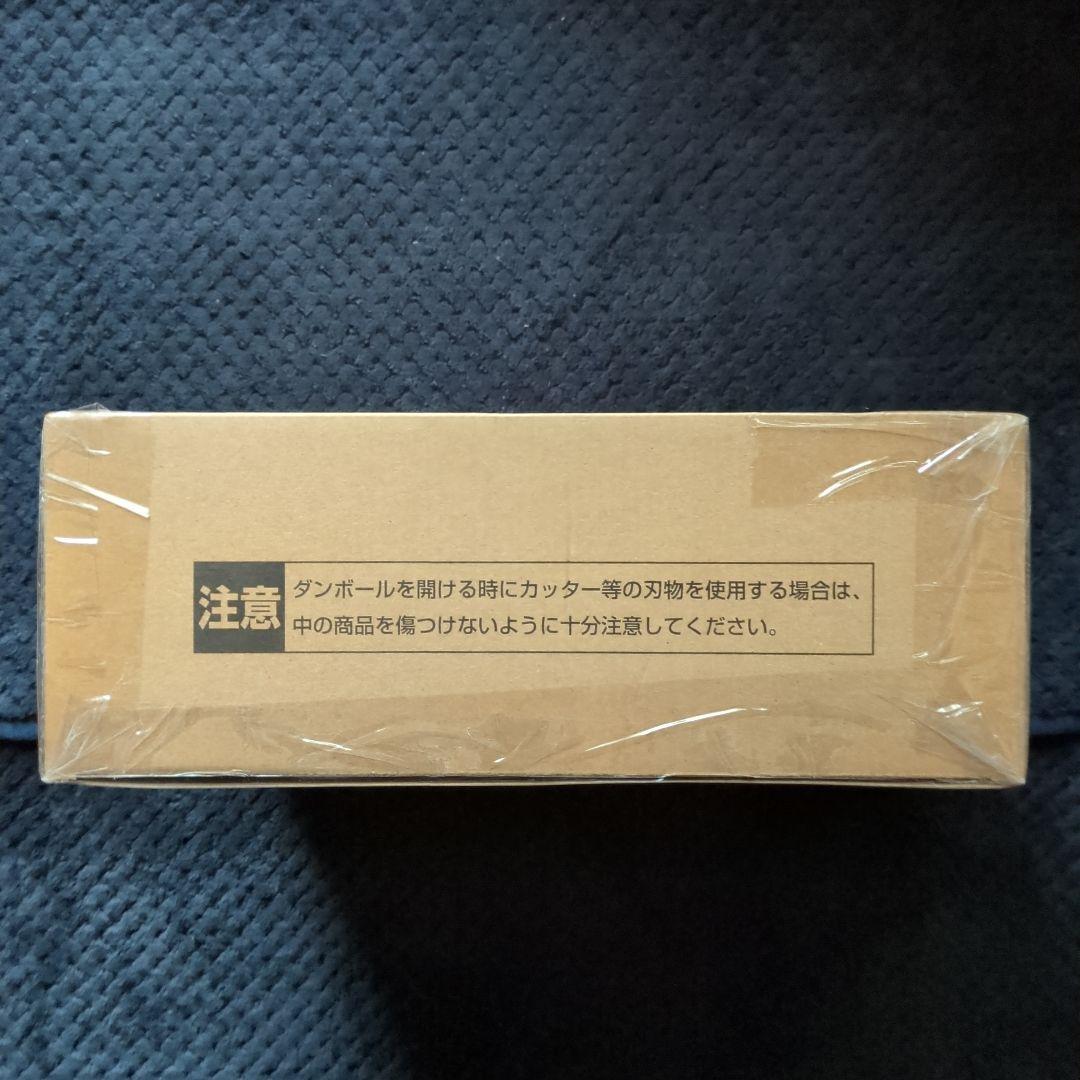 注意
ダンボールを開ける時にカッター等の刃物を使用する場合は、
中の商品を傷つけないように十分注意してください。